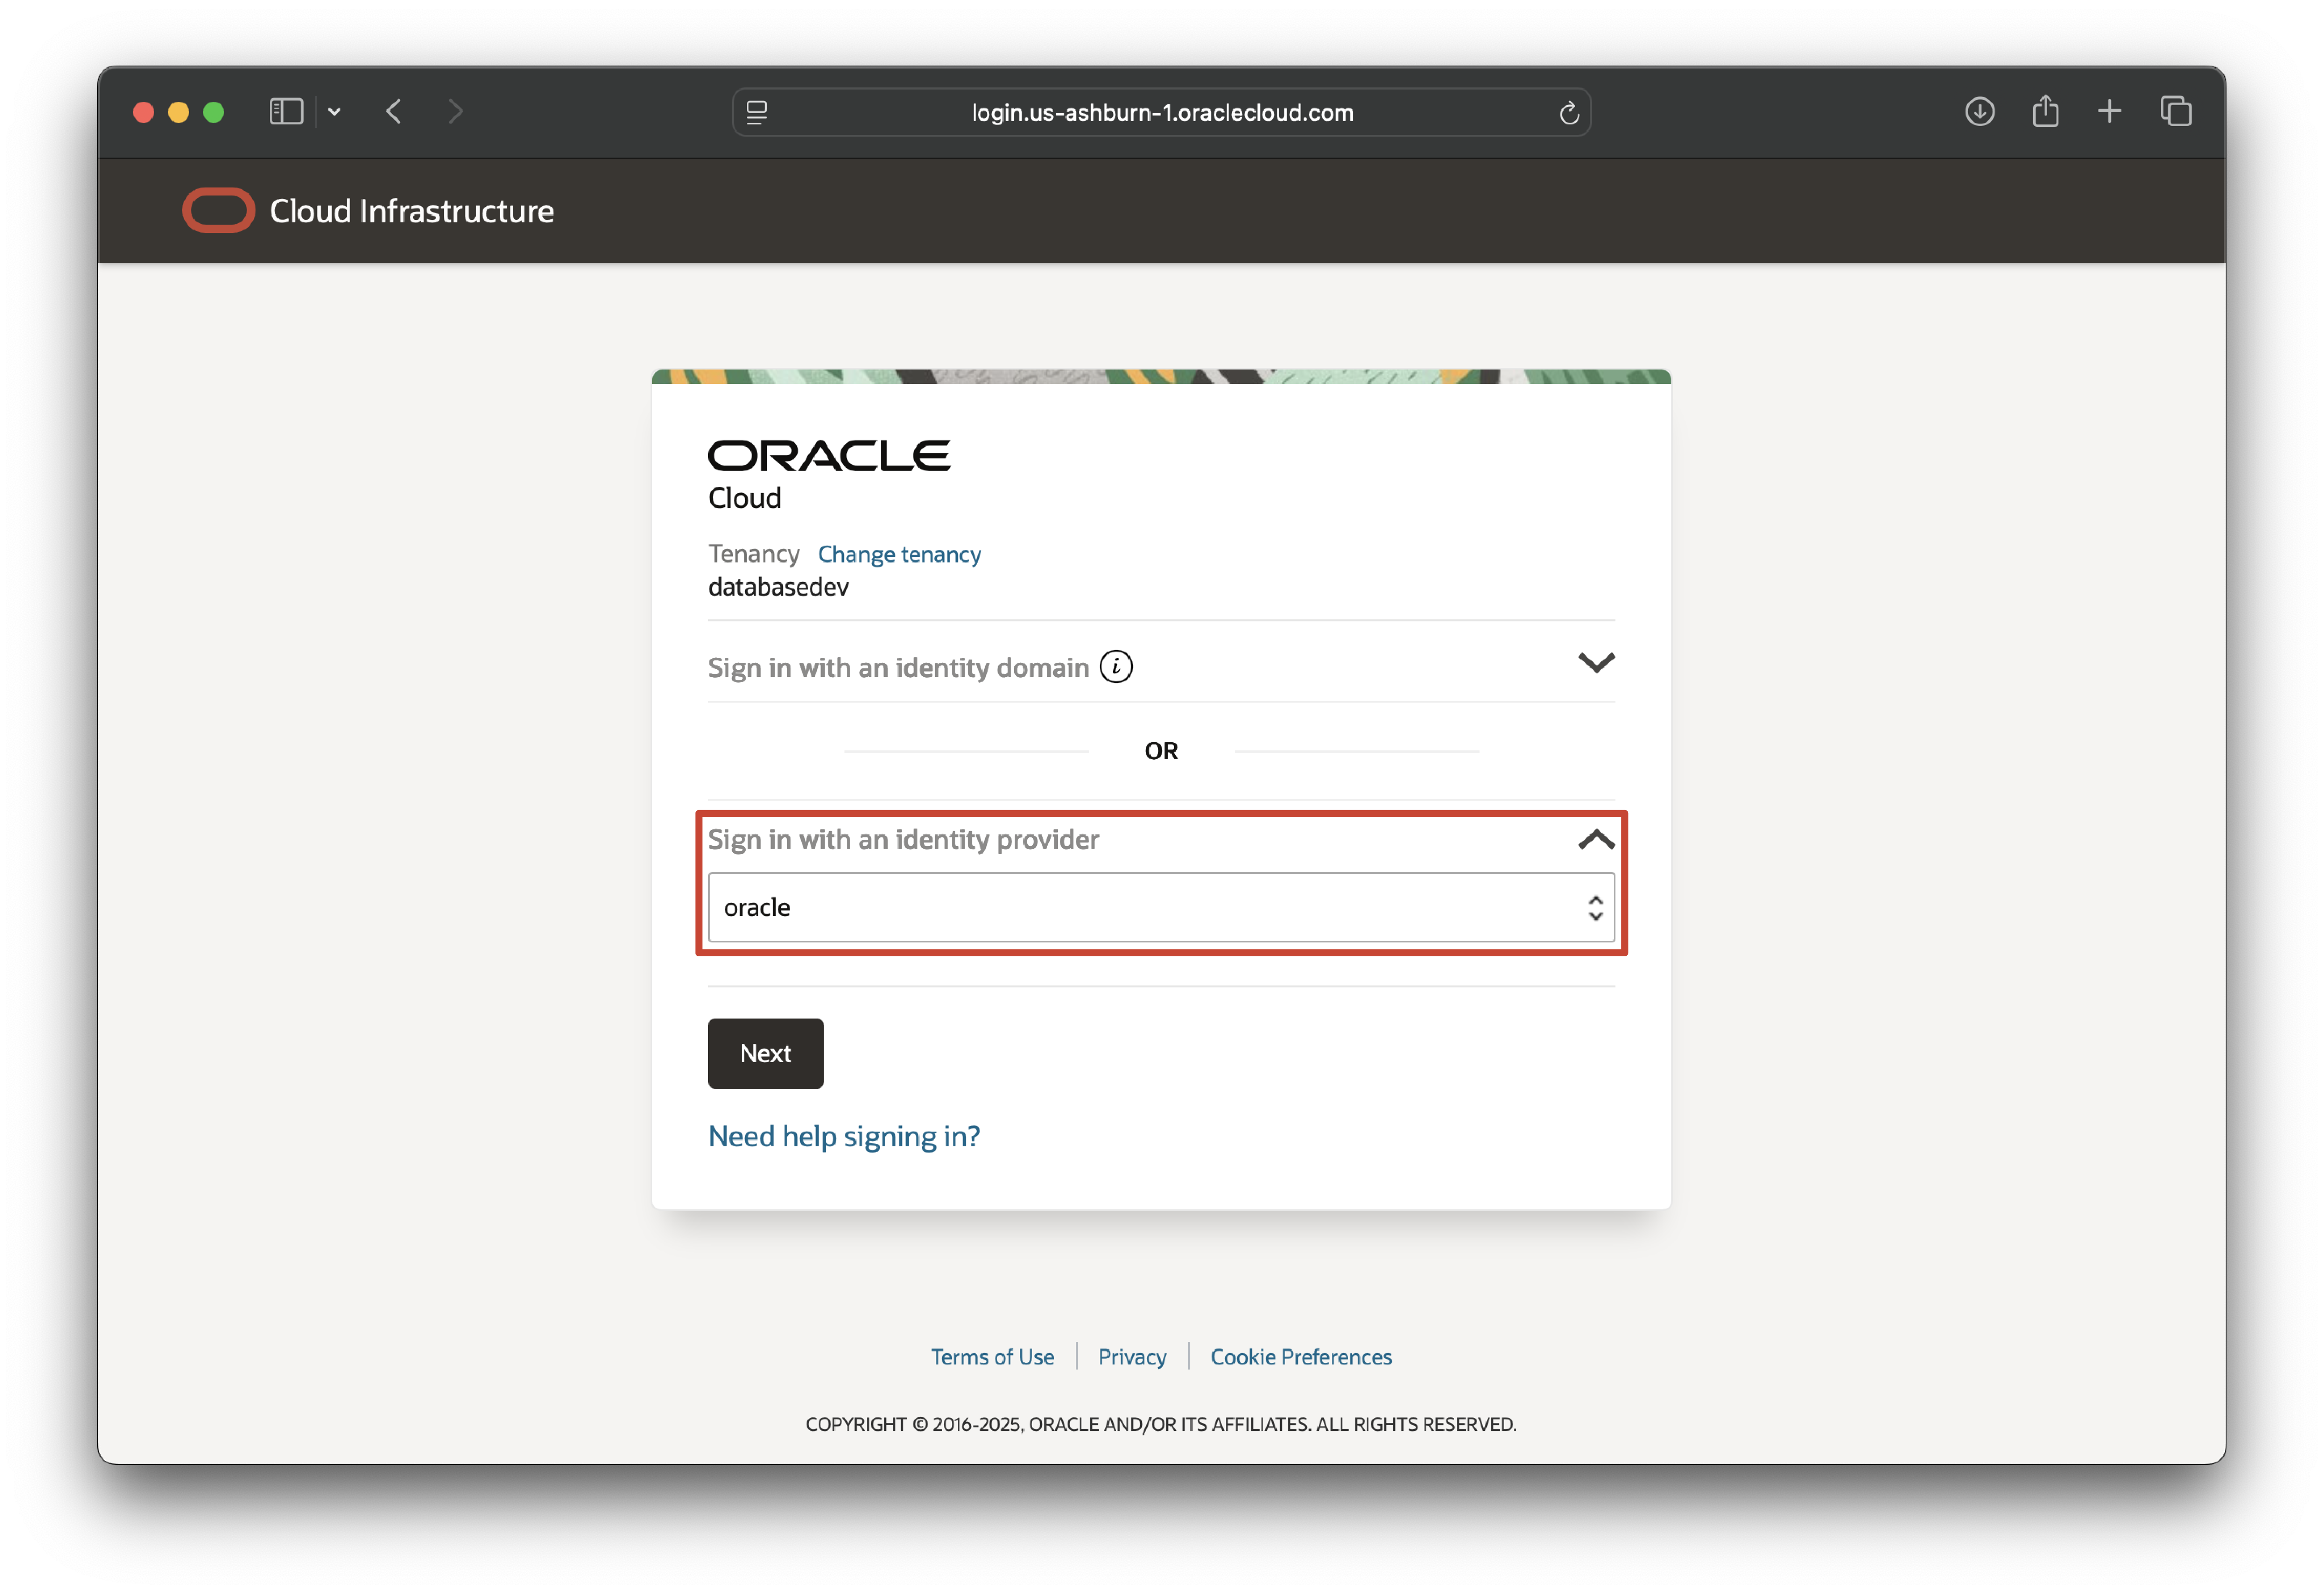 login.us-ashburn-1.oraclecloud.com
Cloud Infrastructure
ORACLE
Cloud
Tenancy Change tenancy
databasedev
Sign in with an identity domain i
OR
Sign in with an identity provider
oracle
Next
Need help signing in?
Terms of Use Privacy Cookie Preferences
COPYRIGHT © 2016-2025, ORACLE AND/OR ITS AFFILIATES. ALL RIGHTS RESERVED.